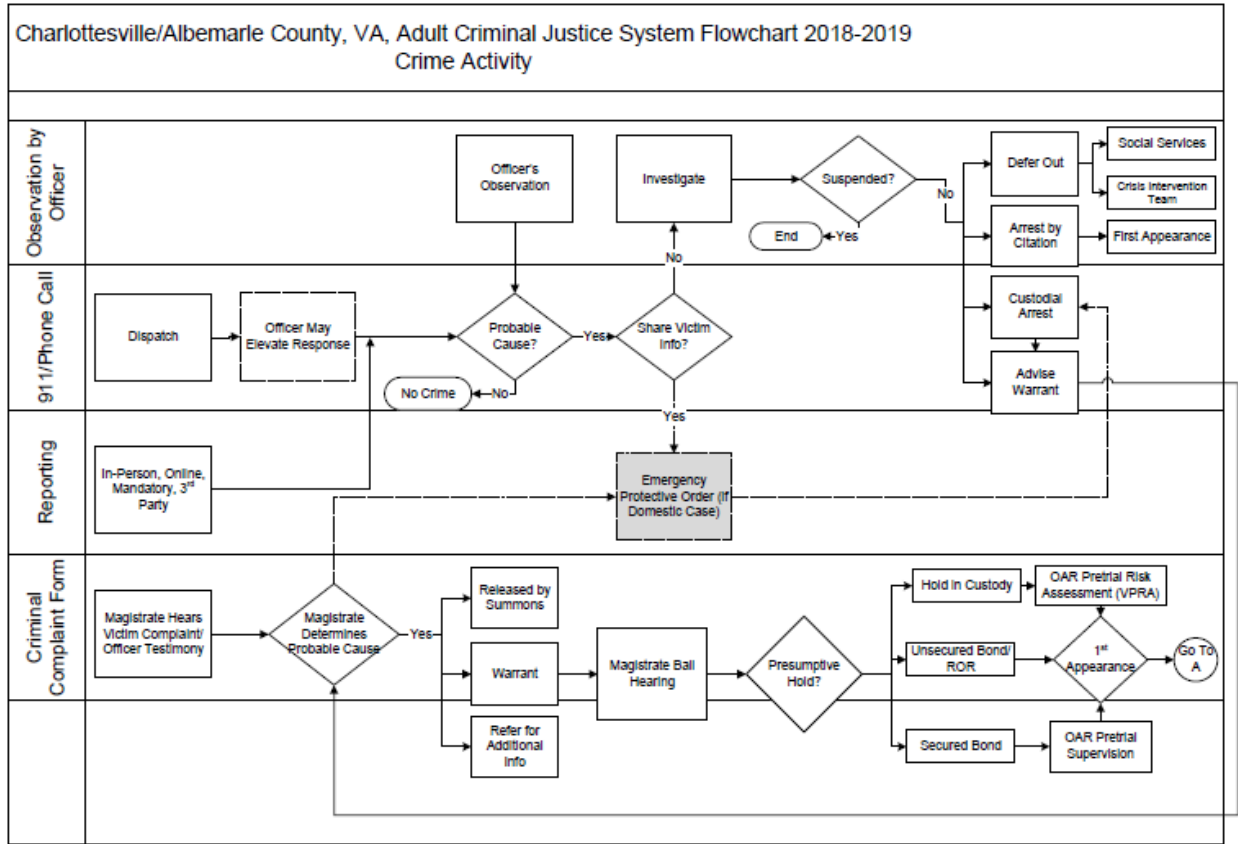 Charlottesville/Albemarle County, VA, Adult Criminal Justice System Flowchart 2018-2019
Crime Activity
Observation by
Officer
Officer's
Observation
Investigate
Suspended?
No
Yes
End
Defer Out
Social Services
Crisis Intervention
Team
Arrest by
Citation
First Appearance
No
911/Phone Call
Dispatch
Officer May
Elevate Response
Probable
Cause?
Yes
No
No Crime
Share Victim
Info?
Yes
Custodial
Arrest
Advise
Warrant
Reporting
In-Person, Online,
Mandatory, 3rd
Party
Emergency
Protective Order (if
Domestic Case)
Criminal
Complaint Form
Magistrate Hears
Victim Complaint/
Officer Testimony
Magistrate
Determines
Probable Cause
Yes
Released by
Summons
Warrant
Refer for
Additional
Info
Magistrate Bail
Hearing
Presumptive
Hold?
Hold in Custody
OAR Pretrial Risk
Assessment (VPRA)
Unsecured Bond/
ROR
1st
Appearance
Go To
A
Secured Bond
OAR Pretrial
Supervision